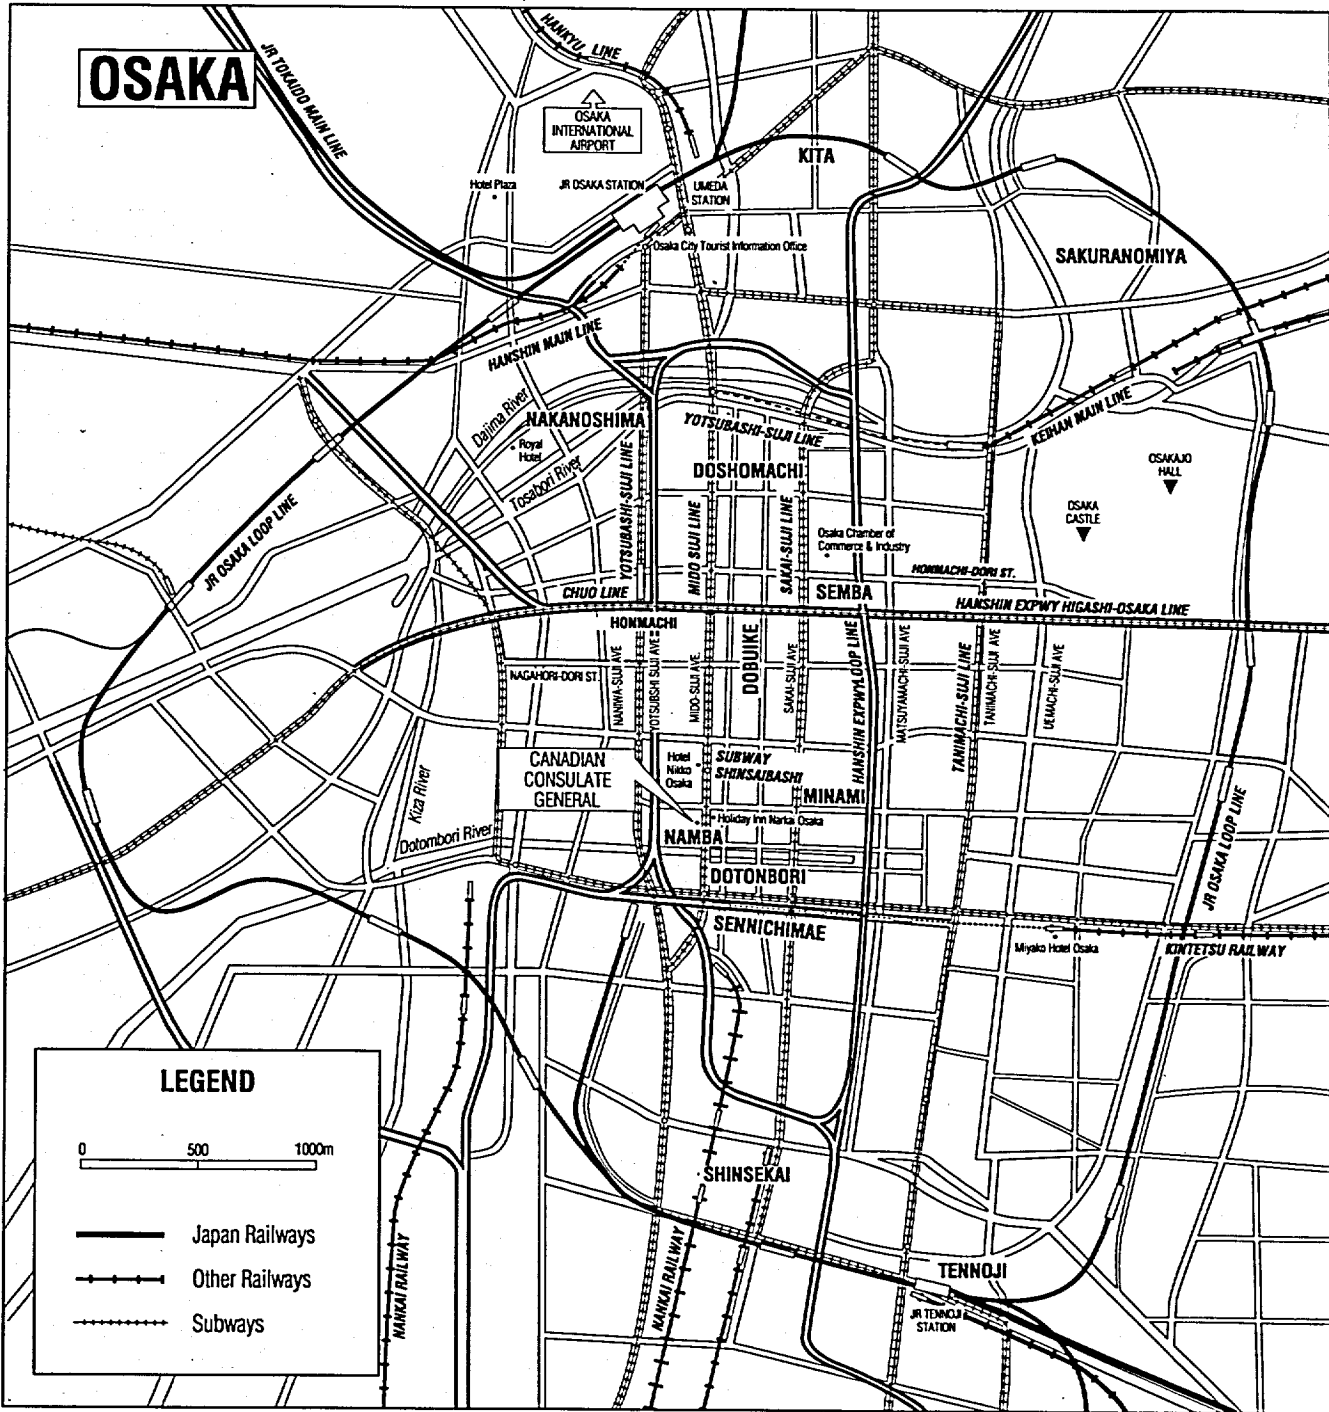 OSAKA
JR TOKAIDO MAIN LINE
HANKYU LINE
OSAKA
INTERNATIONAL
AIRPORT
KITA
Hotel Plaza
JR OSAKA STATION
UMEDA
STATION
Osaka City Tourist Information Office
SAKURANOMIYA
HANSHIN MAIN LINE
Dajima River
NAKANOSHIMA
YOTSUBASHI-SUJI LINE
KEIHAN MAIN LINE
Royal
Hotel
Tosabori River
DOSHOMACHI
OSAKAJO
HALL
OSAKA
CASTLE
JR OSAKA LOOP LINE
YOTSUBASHI-SUJI LINE
MIDO SUJI LINE
SAKAI-SUJI LINE
Osaka Chamber of
Commerce & Industry
HONMACHI-DORI ST.
CHUO LINE
SEMBA
HANSHIN EXPWY HIGASHI-OSAKA LINE
HONMACHI
NAGAHORI-DORI ST.
NANIWA-SUJI AVE
YOTSUBSHI SUJI AVE
MIDO-SUJI AVE.
DOBUIKE
SAKAI-SUJI AVE
HANSHIN EXPWYLOOP LINE
MATSUYAMACHI-SUJI AVE
TANIMACHI-SUJI LINE
TANIMACHI-SUJI AVE
UEMACHI-SUJI AVE
CANADIAN
CONSULATE
GENERAL
Hotel
Nikko
Osaka
SUBWAY
SHINSAIBASHI
MINAMI
Kiza River
Dotombori River
Holiday Inn Nankai Osaka
NAMBA
DOTONBORI
JR OSAKA LOOP LINE
SENNICHIMAE
Miyako Hotel Osaka
KINTETSU RAILWAY
LEGEND
0 500 1000m
Japan Railways
Other Railways
Subways
NANKAI RAILWAY
NANKAI RAILWAY
SHINSEKAI
TENNOJI
JR TENNOJI
STATION